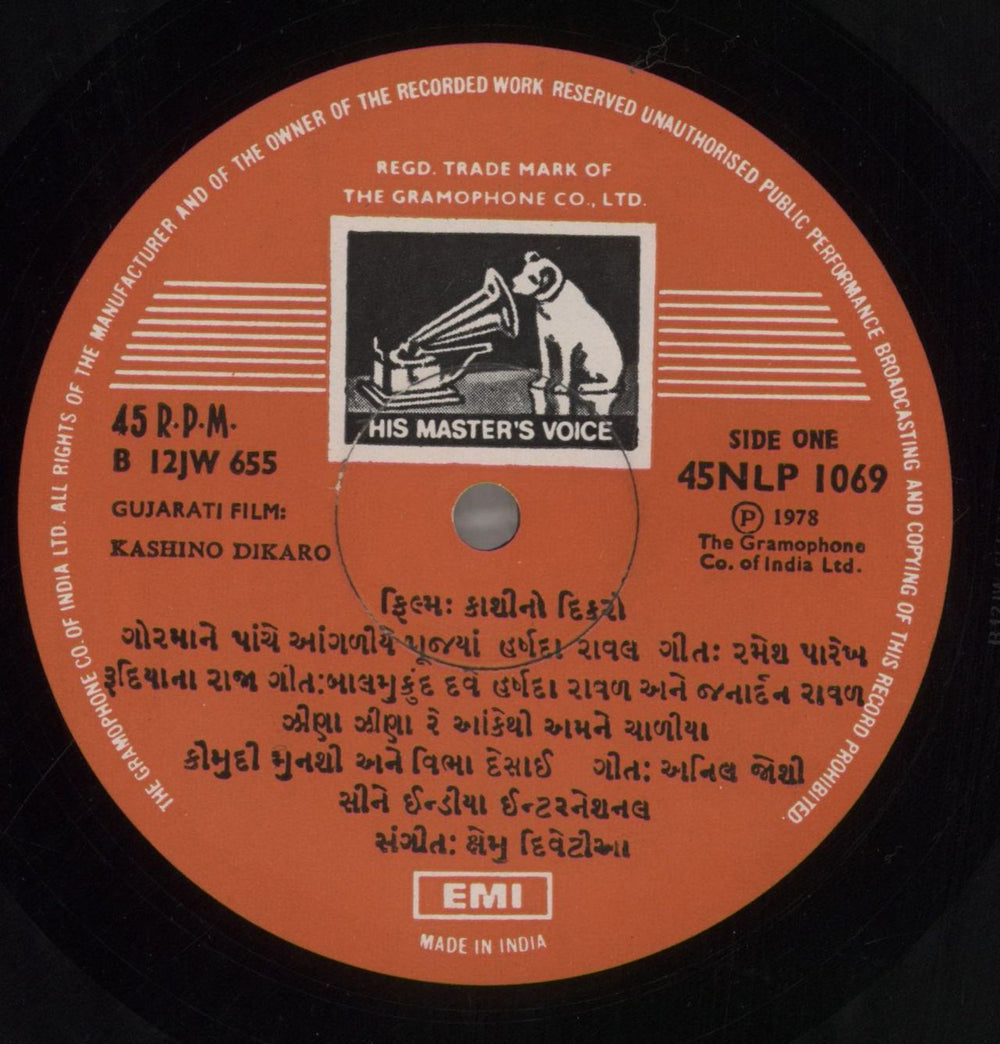 THE GRAMOPHONE CO. OF INDIA LTD. ALL RIGHTS OF THE MANUFACTURER AND OF THE OWNER OF THE RECORDED WORK RESERVED UNAUTHORISED PUBLIC PERFORMANCE BROADCASTING AND COPYING OF THIS RECORD PROHIBITED.
REGD. TRADE MARK OF
THE GRAMOPHONE CO., LTD.
HIS MASTER'S VOICE
45 R.P.M.
B 12JW 655
GUJARATI FILM:
KASHINO DIKARO
SIDE ONE
45NLP 1069
Ⓟ 1978
The Gramophone
Co. of India Ltd.
ફિલ્મ: કાશીનો દિકરો
ગોરમાને પાંચે આંગળીયે પૂજયાં હર્ષદા રાવલ ગીત: રમેશ પારેખ
રૂદિયાના રાજા ગીત:બાલમુકુંદ દવે હર્ષદા રાવળ અને જનાર્દન રાવળ
ઝીણા ઝીણા રે આંકેથી અમને ચાળીયા
કૌમુદી મુનશી અને વિભા દેસાઈ ગીત: અનિલ જોશી
સીને ઈન્ડીયા ઈન્ટરનેશનલ
સંગીત: ક્ષેમુ દિવેટીઆ
EMI
MADE IN INDIA